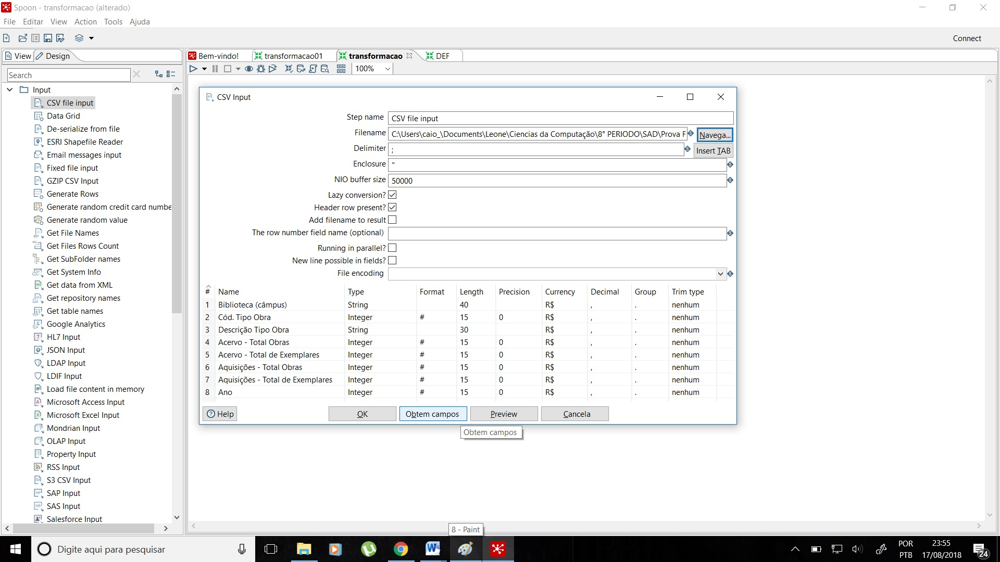 Spoon - transformacao (alterado)
File Editar View Action Tools Ajuda
Connect
View Design
Bem-vindo! transformacao01 transformacao DEF
100%
Search
Input
CSV file input
Data Grid
De-serialize from file
ESRI Shapefile Reader
Email messages input
Fixed file input
GZIP CSV Input
Generate Rows
Generate random credit card numbe
Generate random value
Get File Names
Get Files Rows Count
Get SubFolder names
Get System Info
Get data from XML
Get repository names
Get table names
Google Analytics
HL7 Input
JSON Input
LDAP Input
LDIF Input
Load file content in memory
Microsoft Access Input
Microsoft Excel Input
Mondrian Input
OLAP Input
Property Input
RSS Input
S3 CSV Input
SAP Input
SAS Input
Salesforce Input
CSV Input
Step name CSV file input
Filename C:\Users\caio_\Documents\Leone\Ciencias da Computação\8° PERIODO\SAD\Prova F Navega...
Delimiter ; Insert TAB
Enclosure "
NIO buffer size 50000
Lazy conversion?
Header row present?
Add filename to result
The row number field name (optional)
Running in parallel?
New line possible in fields?
File encoding
# Name Type Format Length Precision Currency Decimal Group Trim type
1 Biblioteca (câmpus) String 40 R$ , . nenhum
2 Cód. Tipo Obra Integer # 15 0 R$ , . nenhum
3 Descrição Tipo Obra String 30 R$ , . nenhum
4 Acervo - Total Obras Integer # 15 0 R$ , . nenhum
5 Acervo - Total de Exemplares Integer # 15 0 R$ , . nenhum
6 Aquisições - Total Obras Integer # 15 0 R$ , . nenhum
7 Aquisições - Total de Exemplares Integer # 15 0 R$ , . nenhum
8 Ano Integer # 15 0 R$ , . nenhum
Help OK Obtem campos Preview Cancela
Obtem campos
8 - Paint
Digite aqui para pesquisar
POR
PTB
23:55
17/08/2018
24